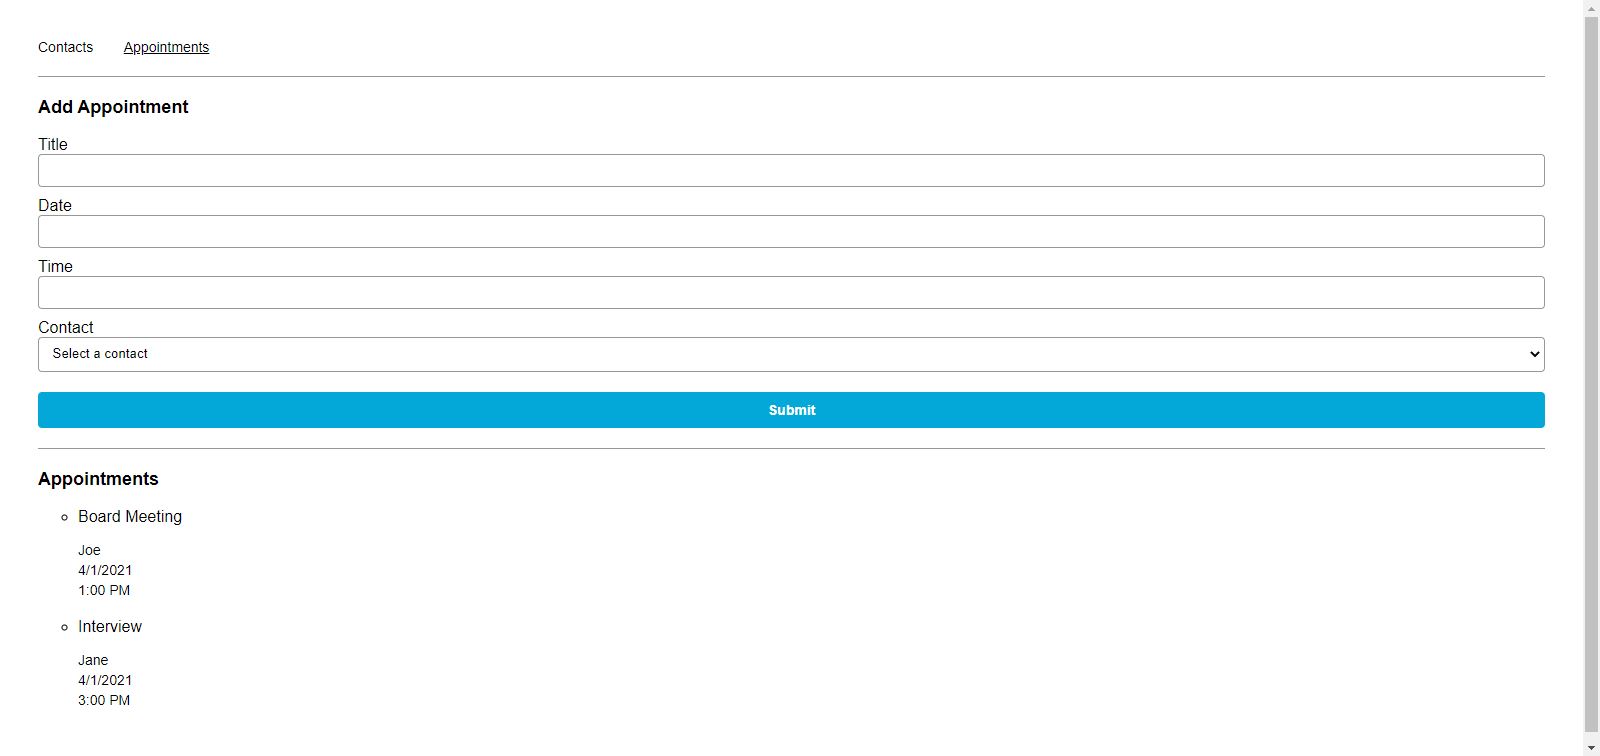 Contacts Appointments
Add Appointment
Title
Date
Time
Contact
Select a contact
Submit
Appointments
Board Meeting
Joe
4/1/2021
1:00 PM
Interview
Jane
4/1/2021
3:00 PM